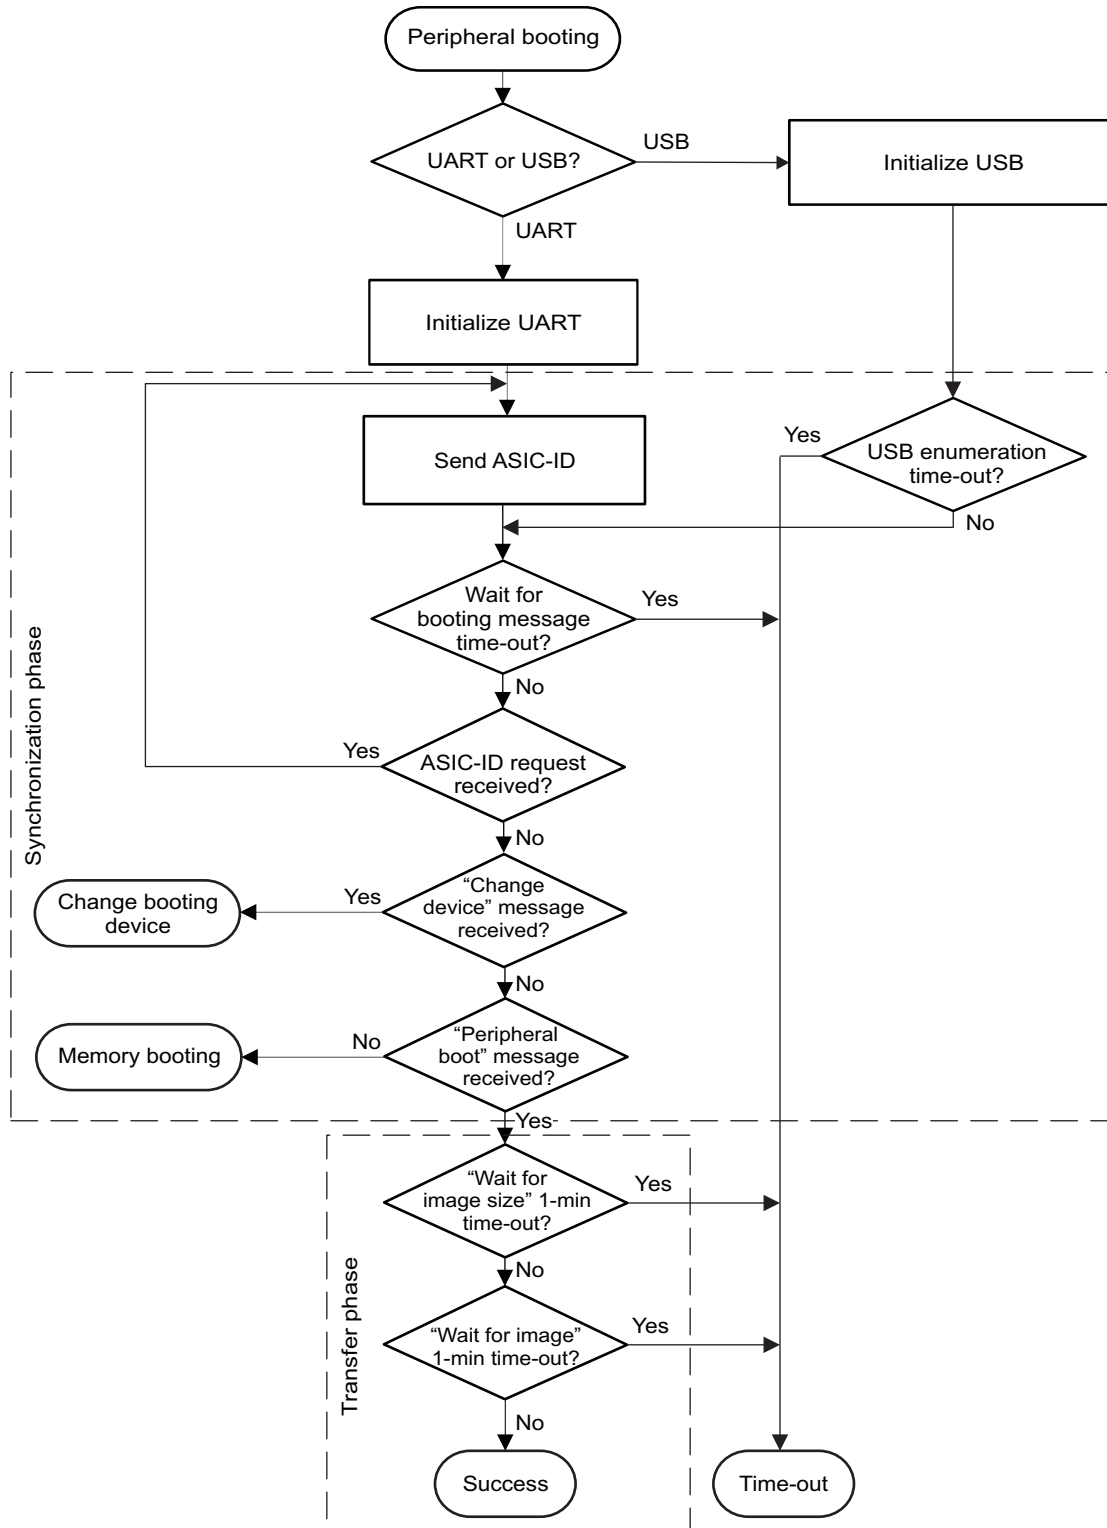 Peripheral booting
UART or USB?
USB
Initialize USB
UART
Initialize UART
Send ASIC-ID
Yes
USB enumeration
time-out?
No
Wait for
booting message
time-out?
Yes
No
Synchronization phase
Yes
ASIC-ID request
received?
No
Change booting
device
Yes
“Change
device” message
received?
No
Memory booting
No
“Peripheral
boot” message
received?
Yes
“Wait for
image size” 1-min
time-out?
Yes
No
Transfer phase
“Wait for image”
1-min time-out?
Yes
No
Success
Time-out